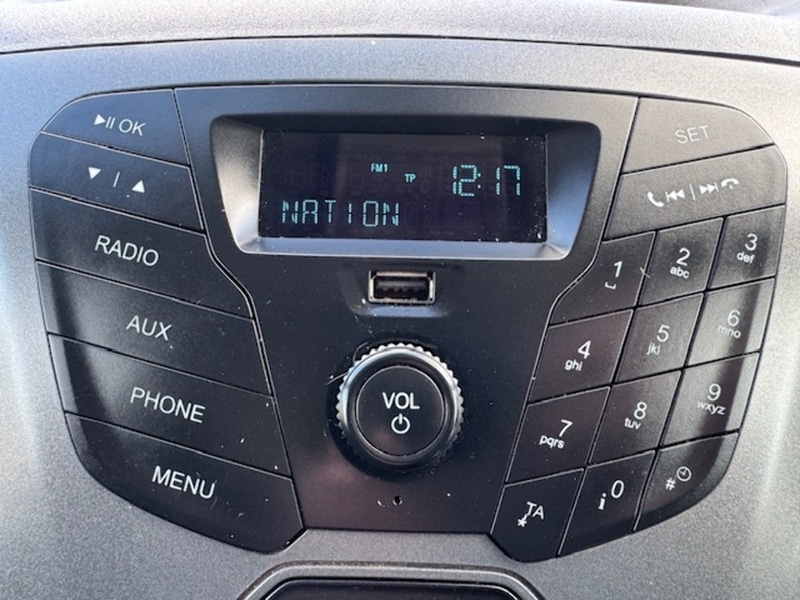 ▶II OK
▼ | ▲
RADIO
AUX
PHONE
MENU
FM1
TP
12:17
NATION
VOL
SET
1
2
abc
3
def
4
ghi
5
jkl
6
mno
7
pqrs
8
tuv
9
wxyz
TA
*
i 0
#